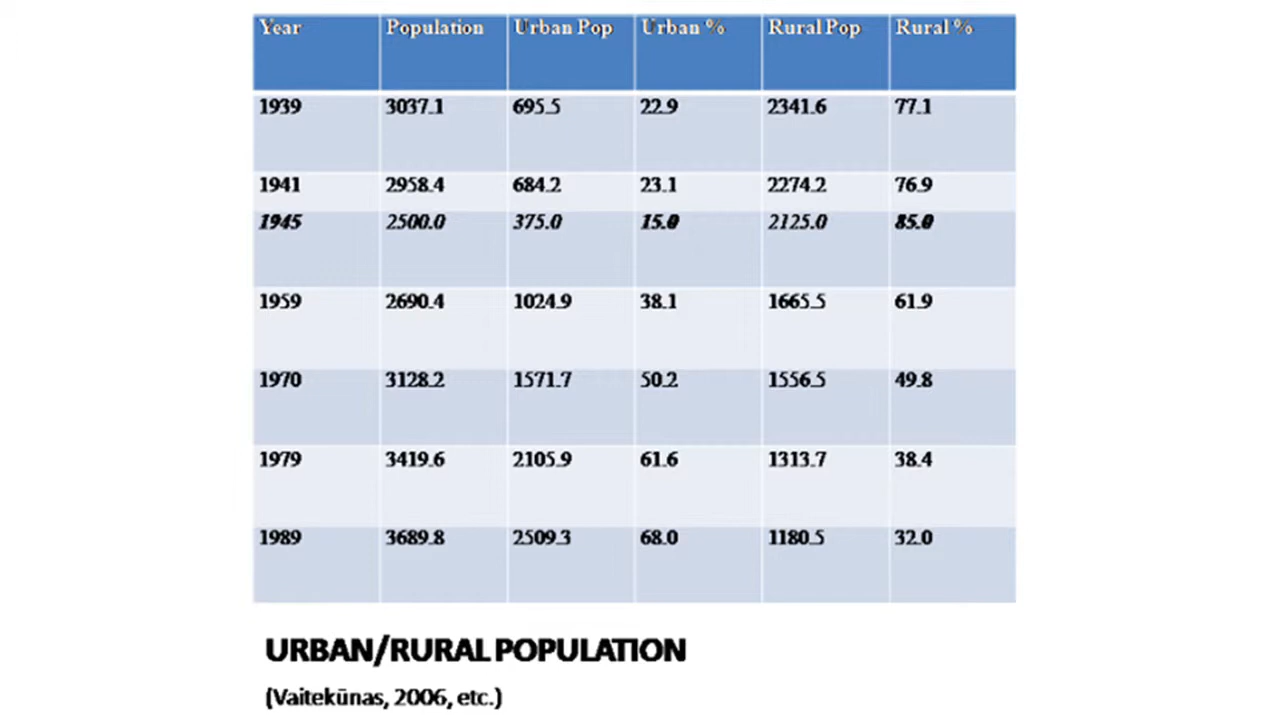 Year Population Urban Pop Urban % Rural Pop Rural %
1939 3037.1 695.5 22.9 2341.6 77.1
1941 2958.4 684.2 23.1 2274.2 76.9
1945 2500.0 375.0 15.0 2125.0 85.0
1959 2690.4 1024.9 38.1 1665.5 61.9
1970 3128.2 1571.7 50.2 1556.5 49.8
1979 3419.6 2105.9 61.6 1313.7 38.4
1989 3689.8 2509.3 68.0 1180.5 32.0
URBAN/RURAL POPULATION
(Vaitekūnas, 2006, etc.)